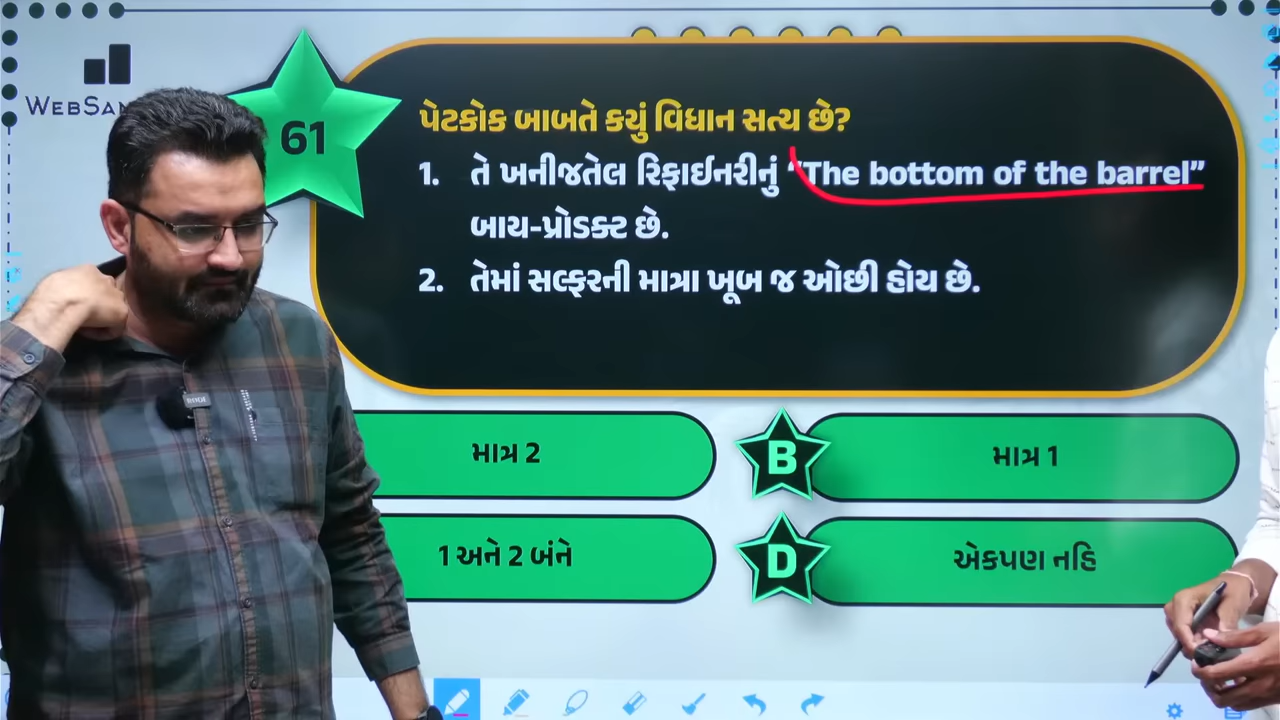 61
પેટકોક બાબતે કયું વિધાન સત્ય છે?
1. તે ખનીજતેલ રિફાઈનરીનું “The bottom of the barrel”
બાય-પ્રોડક્ટ છે.
2. તેમાં સલ્ફરની માત્રા ખૂબ જ ઓછી હોય છે.
માત્ર 2
B માત્ર 1
1 અને 2 બંને
D એકપણ નહિ